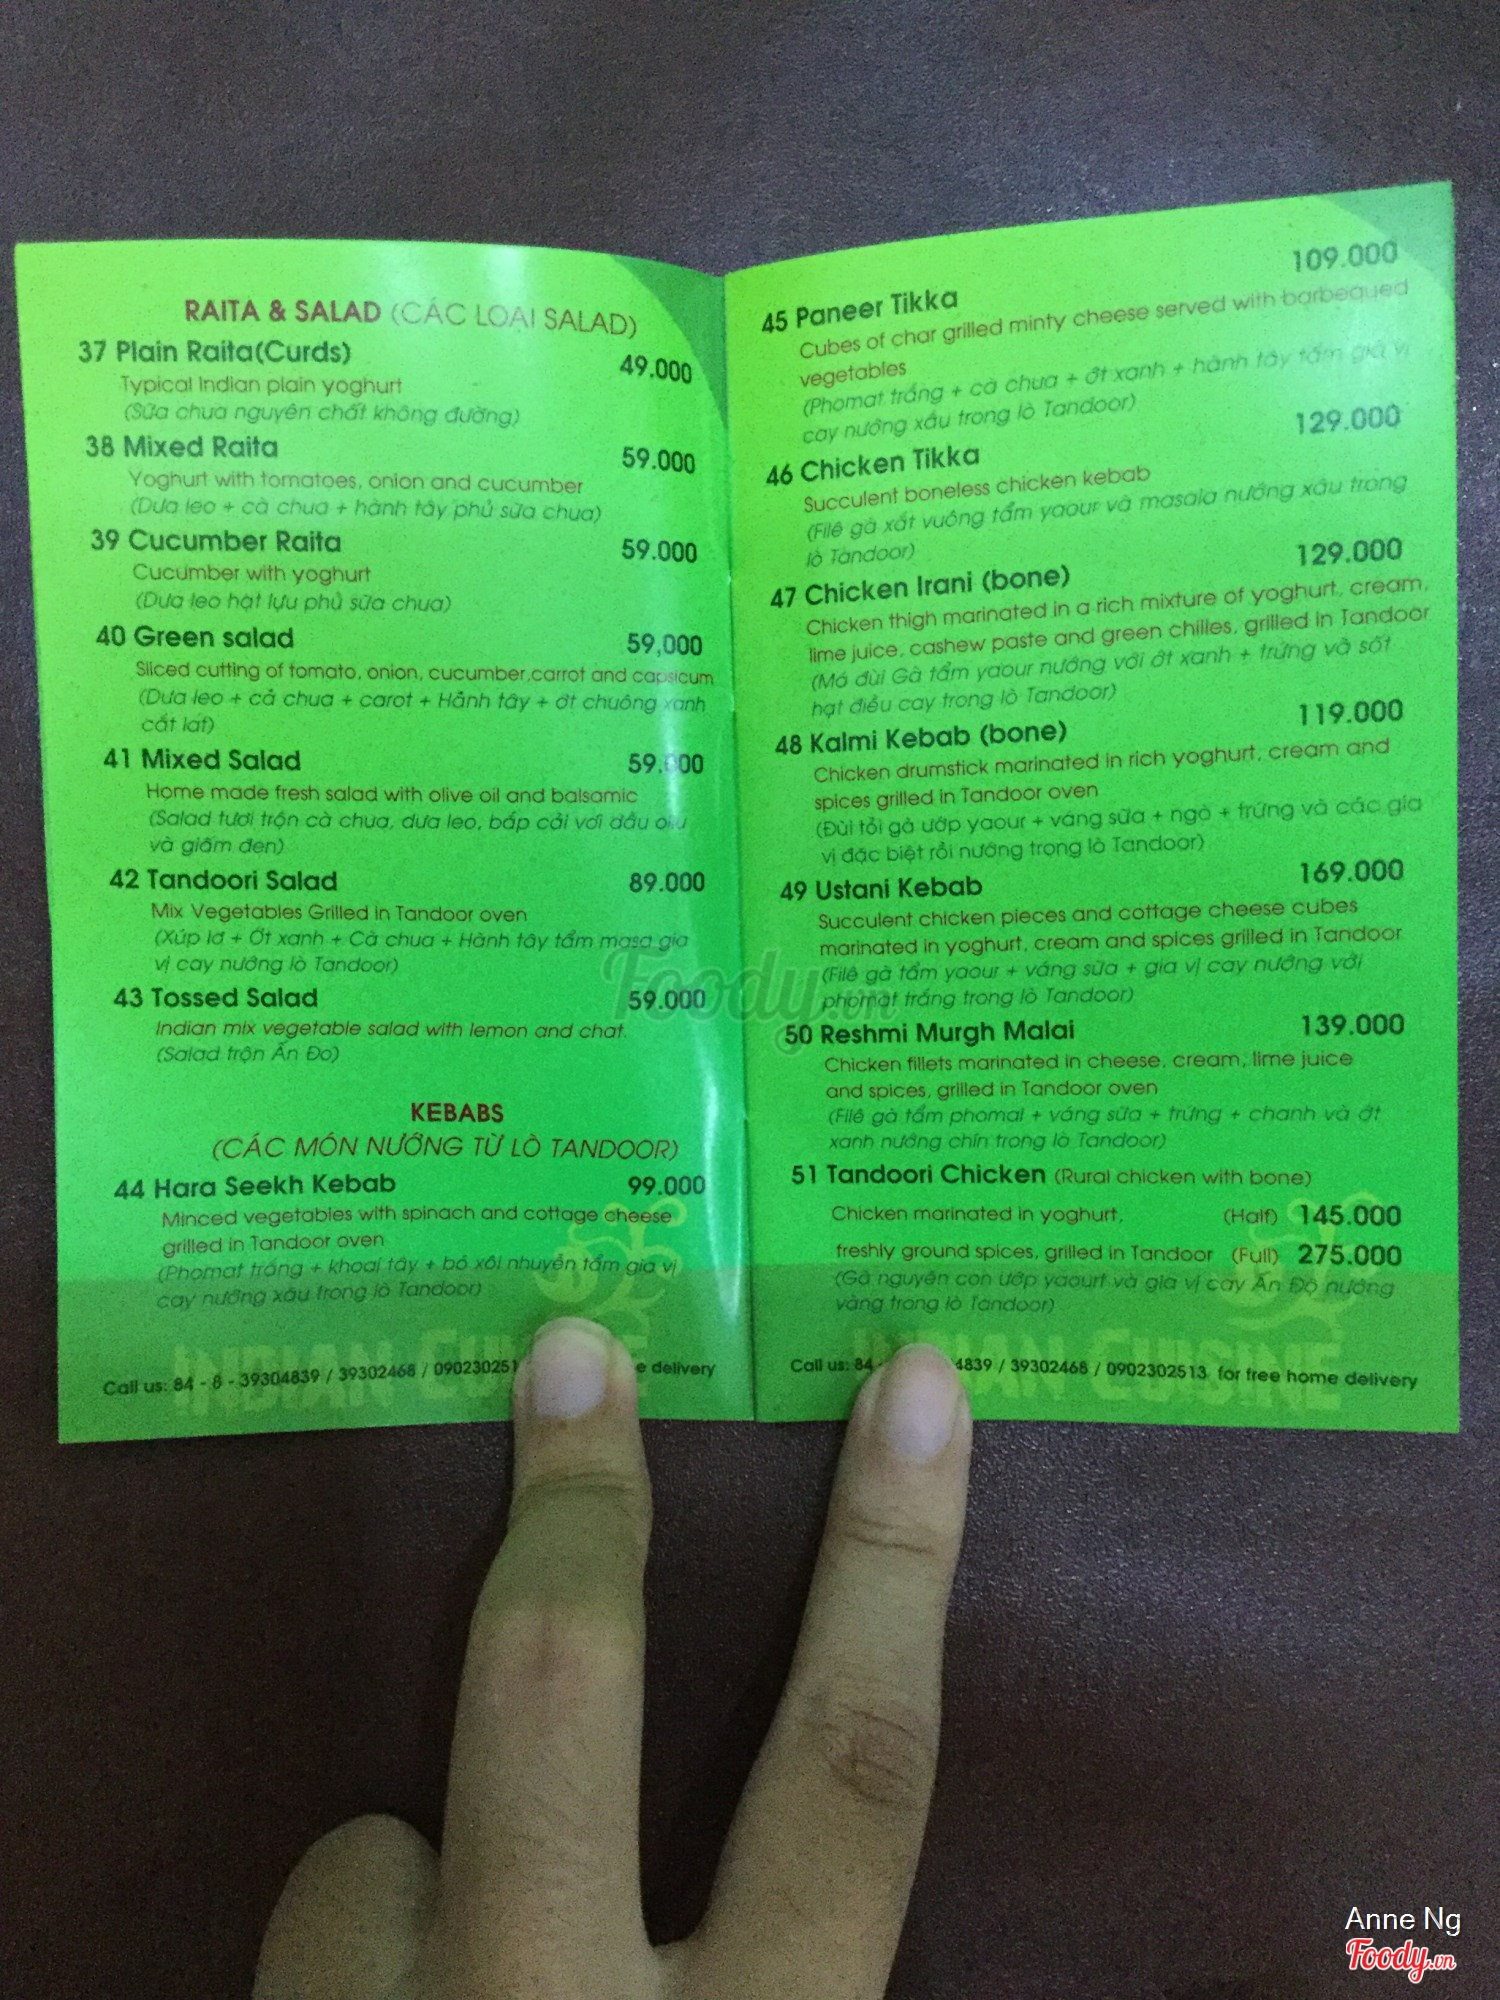 RAITA & SALAD (CÁC LOẠI SALAD)
37 Plain Raita(Curds) 49.000
Typical Indian plain yoghurt
(Sữa chua nguyên chất không đường)
38 Mixed Raita 59.000
Yoghurt with tomatoes, onion and cucumber
(Dưa leo + cà chua + hành tây phủ sữa chua)
39 Cucumber Raita 59.000
Cucumber with yoghurt
(Dưa leo hạt lựu phủ sữa chua)
40 Green salad 59,000
Sliced cutting of tomato, onion, cucumber,carrot and capsicum
(Dưa leo + cà chua + carot + Hành tây + ớt chuông xanh
cắt lát)
41 Mixed Salad 59.000
Home made fresh salad with olive oil and balsamic
(Salad tươi trộn cà chua, dưa leo, bắp cải với dầu oliu
và giấm đen)
42 Tandoori Salad 89.000
Mix Vegetables Grilled in Tandoor oven
(Xúp lơ + Ớt xanh + Cà chua + Hành tây tẩm masa gia
vị cay nướng lò Tandoor)
43 Tossed Salad 59.000
Indian mix vegetable salad with lemon and chat.
(Salad trộn Ấn Đo)
KEBABS
(CÁC MÓN NƯỚNG TỪ LÒ TANDOOR)
44 Hara Seekh Kebab 99.000
Minced vegetables with spinach and cottage cheese
grilled in Tandoor oven
(Phomat trắng + khoai tây + bó xôi nhuyễn tẩm gia vị
cay nướng xâu trong lò Tandoor)
INDIAN CUISINE
Call us: 84 - 8 - 39304839 / 39302468 / 090230251 e delivery
109.000
45 Paneer Tikka
Cubes of char grilled minty cheese served with barbequed
vegetables
(Phomat trắng + cà chua + ớt xanh + hành tây tẩm gia vị
cay nướng xâu trong lò Tandoor)
129.000
46 Chicken Tikka
Succulent boneless chicken kebab
(Filê gà xắt vuông tẩm yaour và masala nướng xâu trong
lò Tandoor)
129.000
47 Chicken Irani (bone)
Chicken thigh marinated in a rich mixture of yoghurt, cream,
lime juice, cashew paste and green chilles, grilled in Tandoor
(Má đùi Gà tẩm yaour nướng với ớt xanh + trứng và sốt
hạt điều cay trong lò Tandoor)
119.000
48 Kalmi Kebab (bone)
Chicken drumstick marinated in rich yoghurt, cream and
spices grilled in Tandoor oven
(Đùi tỏi gà ướp yaour + váng sữa + ngò + trứng và các gia
vị đặc biệt rồi nướng trong lò Tandoor)
169.000
49 Ustani Kebab
Succulent chicken pieces and cottage cheese cubes
marinated in yoghurt, cream and spices grilled in Tandoor
(Filê gà tẩm yaour + váng sữa + gia vị cay nướng với
phomat trắng trong lò Tandoor)
50 Reshmi Murgh Malai 139.000
Chicken fillets marinated in cheese, cream, lime juice
and spices, grilled in Tandoor oven
(Filê gà tẩm phomai + váng sữa + trứng + chanh và ớt
xanh nướng chín trong lò Tandoor)
51 Tandoori Chicken (Rural chicken with bone)
Chicken marinated in yoghurt, (Half) 145.000
freshly ground spices, grilled in Tandoor (Full) 275.000
(Gà nguyên con ướp yaourt và gia vị cay Ấn Độ nướng
vàng trong lò Tandoor)
INDIAN CUISINE
Call us: 84 4839 / 39302468 / 0902302513 for free home delivery
Foody.vn
Anne Ng
Foody.vn